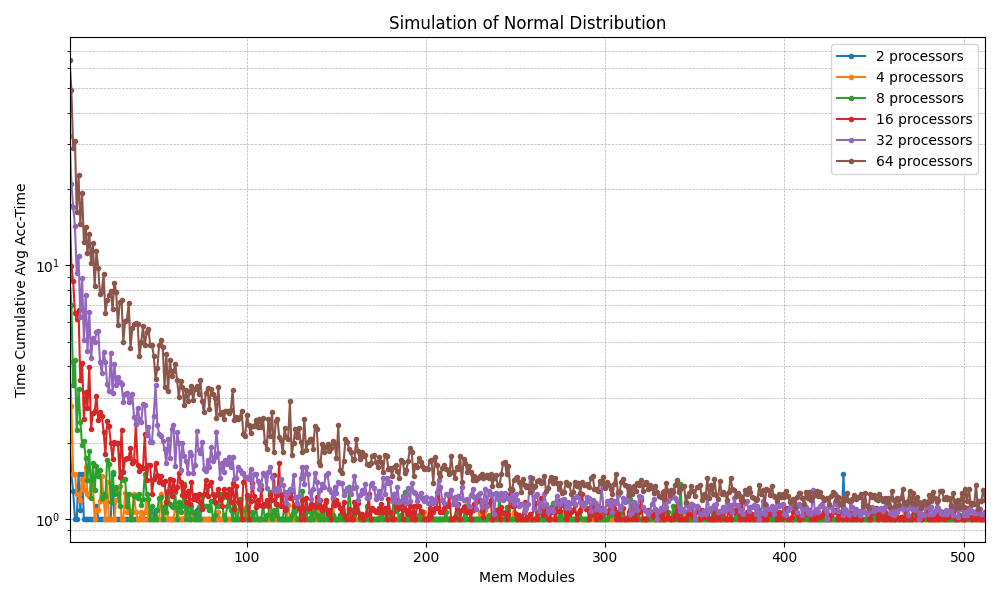 Simulation of Normal Distribution
Time Cumulative Avg Acc-Time
10¹
10⁰
100
200
300
400
500
Mem Modules
2 processors
4 processors
8 processors
16 processors
32 processors
64 processors